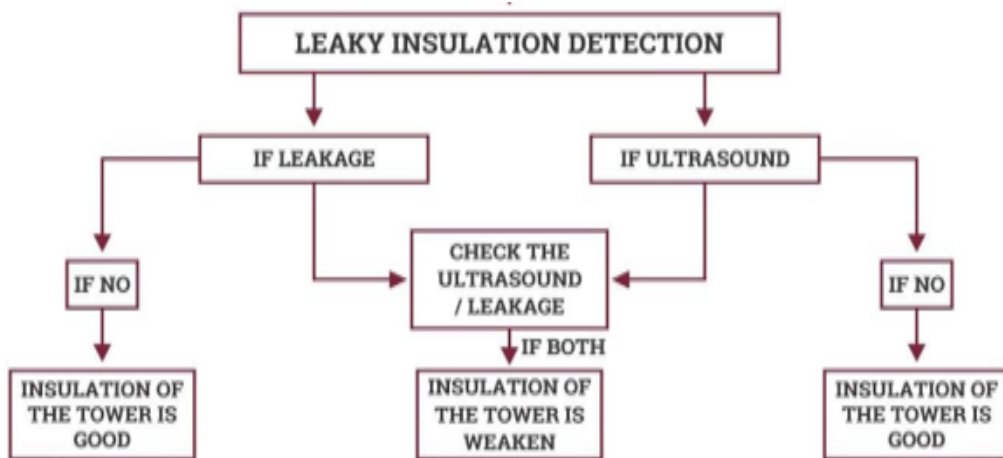 LEAKY INSULATION DETECTION
IF LEAKAGE
IF ULTRASOUND
CHECK THE
ULTRASOUND
/ LEAKAGE
IF NO
IF NO
IF BOTH
INSULATION OF
THE TOWER IS
GOOD
INSULATION OF
THE TOWER IS
WEAKEN
INSULATION OF
THE TOWER IS
GOOD